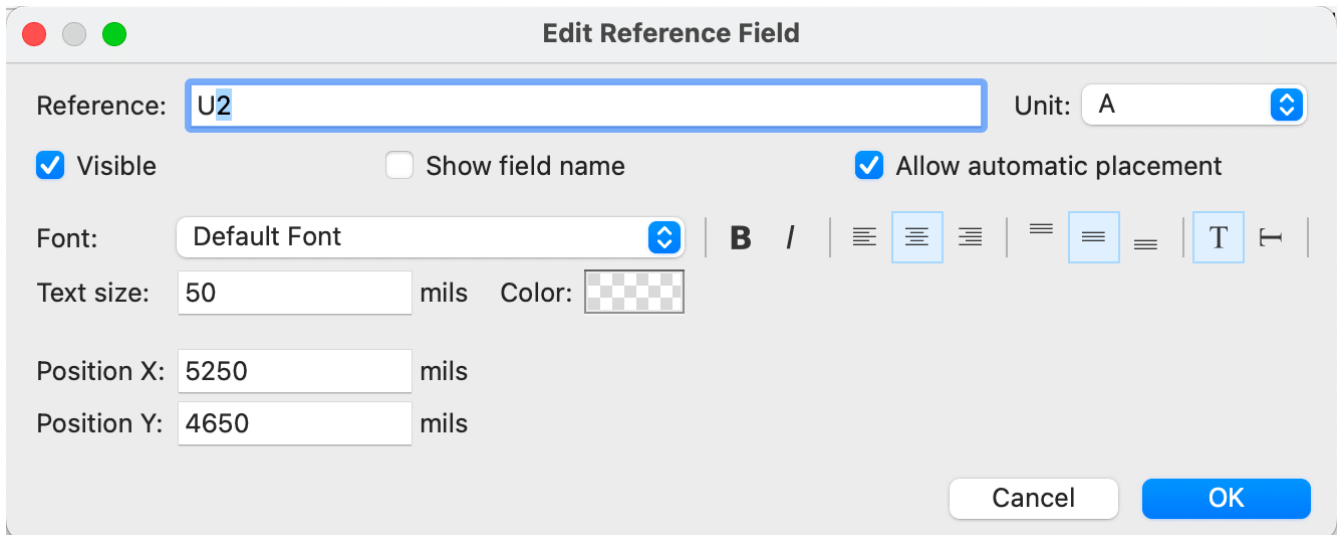 Edit Reference Field
Reference: U2 Unit: A
Visible Show field name Allow automatic placement
Font: Default Font B I T T
Text size: 50 mils Color:
Position X: 5250 mils
Position Y: 4650 mils
Cancel OK